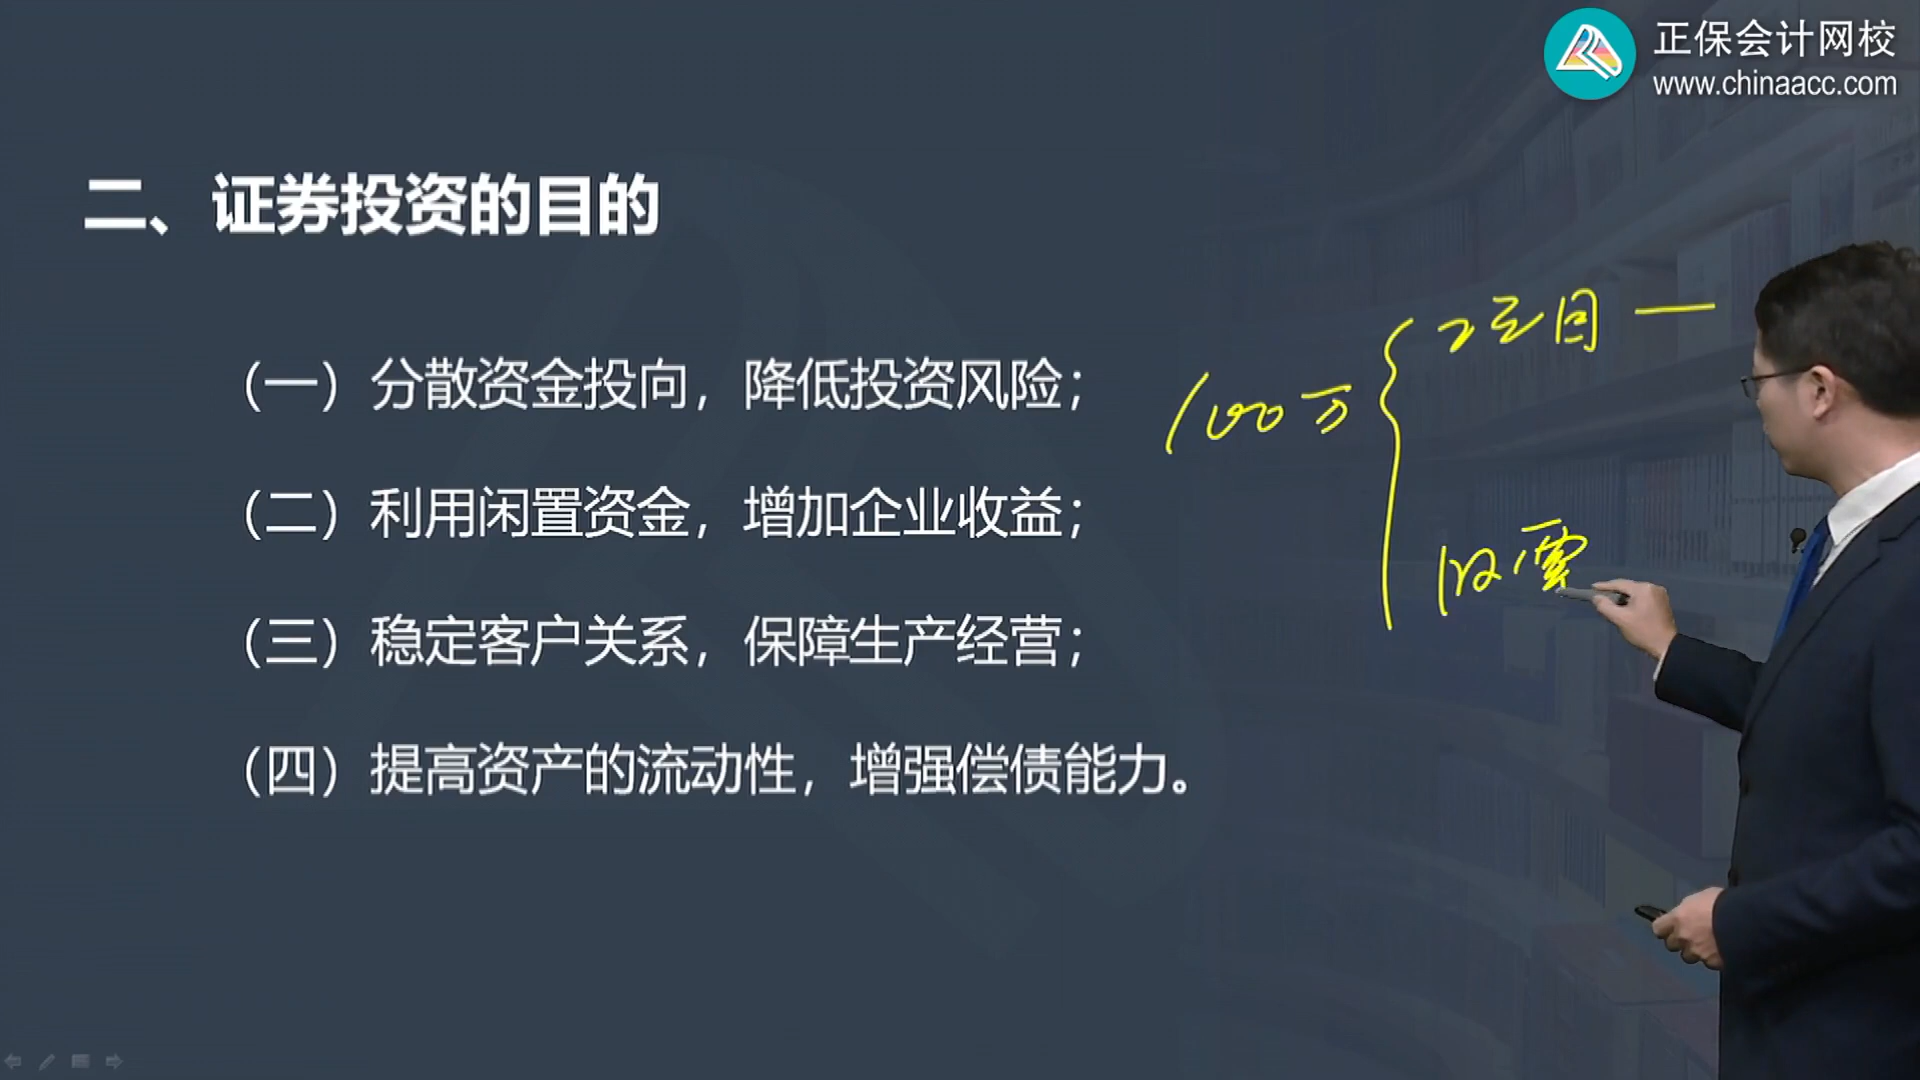 正保会计网校
www.chinaacc.com
二、证券投资的目的
（一）分散资金投向，降低投资风险；
（二）利用闲置资金，增加企业收益；
（三）稳定客户关系，保障生产经营；
（四）提高资产的流动性，增强偿债能力。
100万
股票